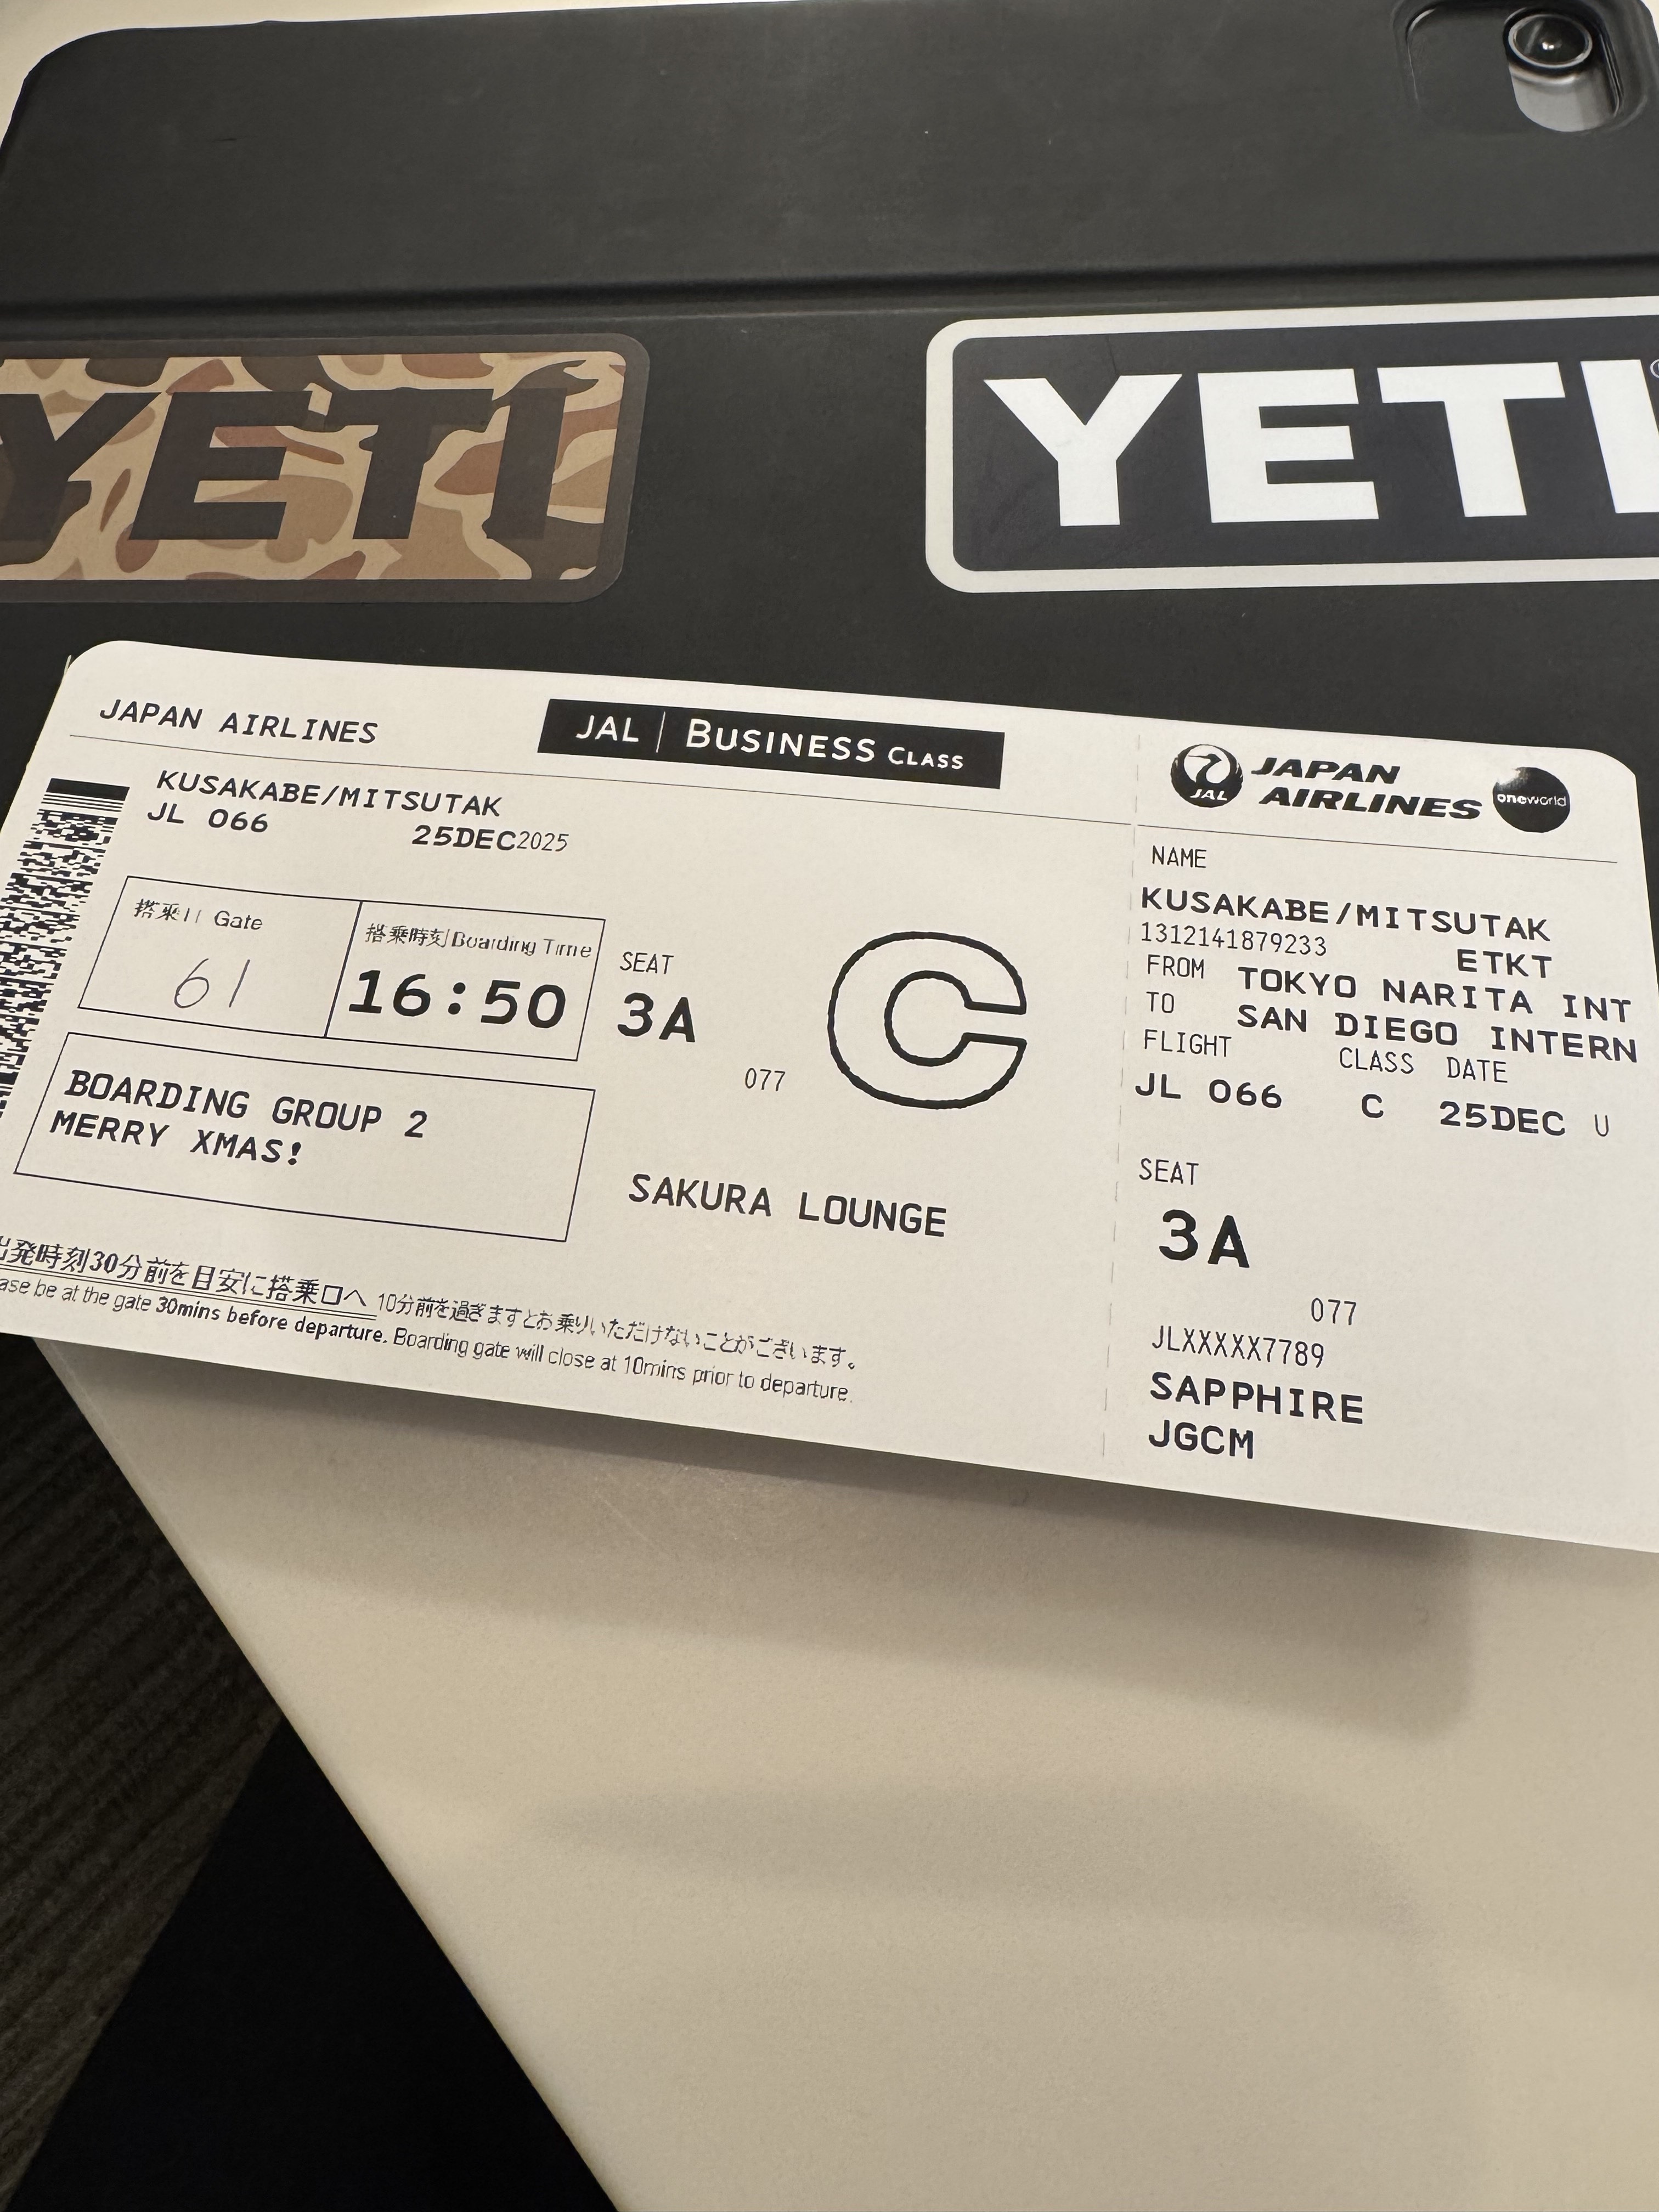 YETI
YETI
JAPAN AIRLINES
JAL | BUSINESS CLASS
KUSAKABE/MITSUTAK
JL 066 25DEC2025
搭乗口 Gate
61
搭乗時刻 Boarding Time
16:50
SEAT
3A
077
C
BOARDING GROUP 2
MERRY XMAS!
SAKURA LOUNGE
出発時刻30分前を目安に搭乗口へ 10分前を過ぎますとお乗りいただけないことがございます。
ase be at the gate 30mins before departure. Boarding gate will close at 10mins prior to departure.
JAL
JAPAN
AIRLINES
oneworld
NAME
KUSAKABE/MITSUTAK
1312141879233 ETKT
FROM TOKYO NARITA INT
TO SAN DIEGO INTERN
FLIGHT CLASS DATE
JL 066 C 25DEC U
SEAT
3A
077
JLXXXXX7789
SAPPHIRE
JGCM